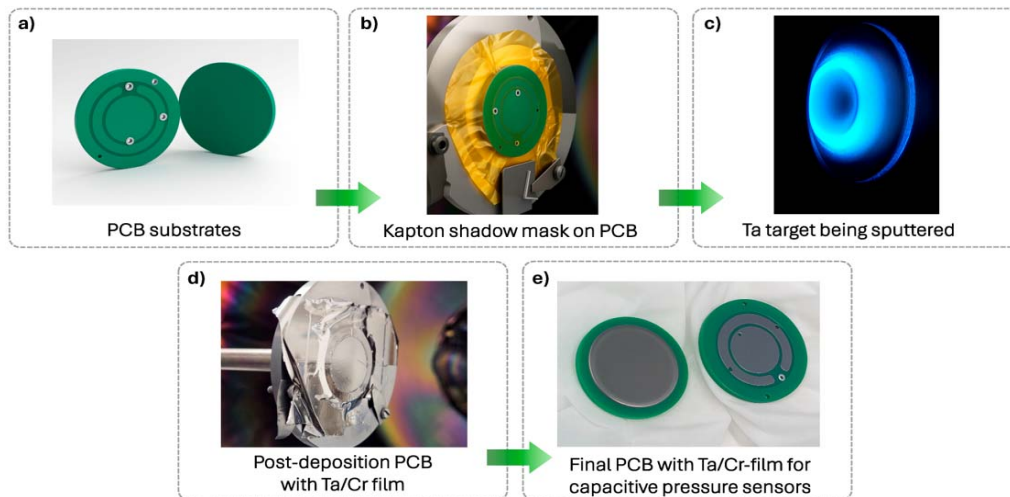 a)
PCB substrates
b)
Kapton shadow mask on PCB
c)
Ta target being sputtered
d)
Post-deposition PCB
with Ta/Cr film
e)
Final PCB with Ta/Cr-film for
capacitive pressure sensors